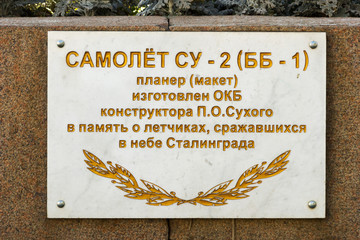 САМОЛЁТ СУ - 2 (ББ - 1)
планер (макет)
изготовлен ОКБ
конструктора П.О.Сухого
в память о летчиках, сражавшихся
в небе Сталинграда